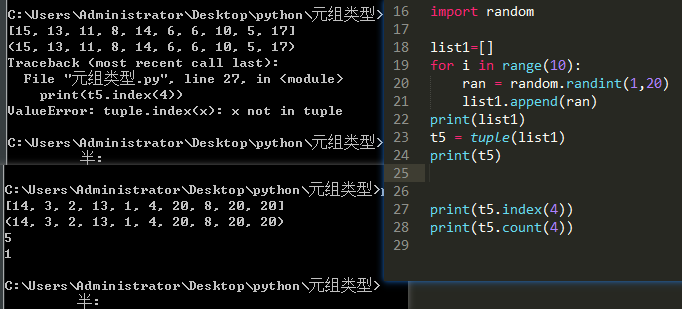 C:\Users\Administrator\Desktop\python\元组类型>
[15, 13, 11, 8, 14, 6, 6, 10, 5, 17]
(15, 13, 11, 8, 14, 6, 6, 10, 5, 17)
Traceback (most recent call last):
File "元组类型.py", line 27, in <module>
print(t5.index(4))
ValueError: tuple.index(x): x not in tuple
C:\Users\Administrator\Desktop\python\元组类型>
半:
C:\Users\Administrator\Desktop\python\元组类型>
[14, 3, 2, 13, 1, 4, 20, 8, 20, 20]
(14, 3, 2, 13, 1, 4, 20, 8, 20, 20)
5
1
C:\Users\Administrator\Desktop\python\元组类型>
半:
16 import random
17
18 list1=[]
19 for i in range(10):
20 ran = random.randint(1,20)
21 list1.append(ran)
22 print(list1)
23 t5 = tuple(list1)
24 print(t5)
25
27 print(t5.index(4))
28 print(t5.count(4))
29